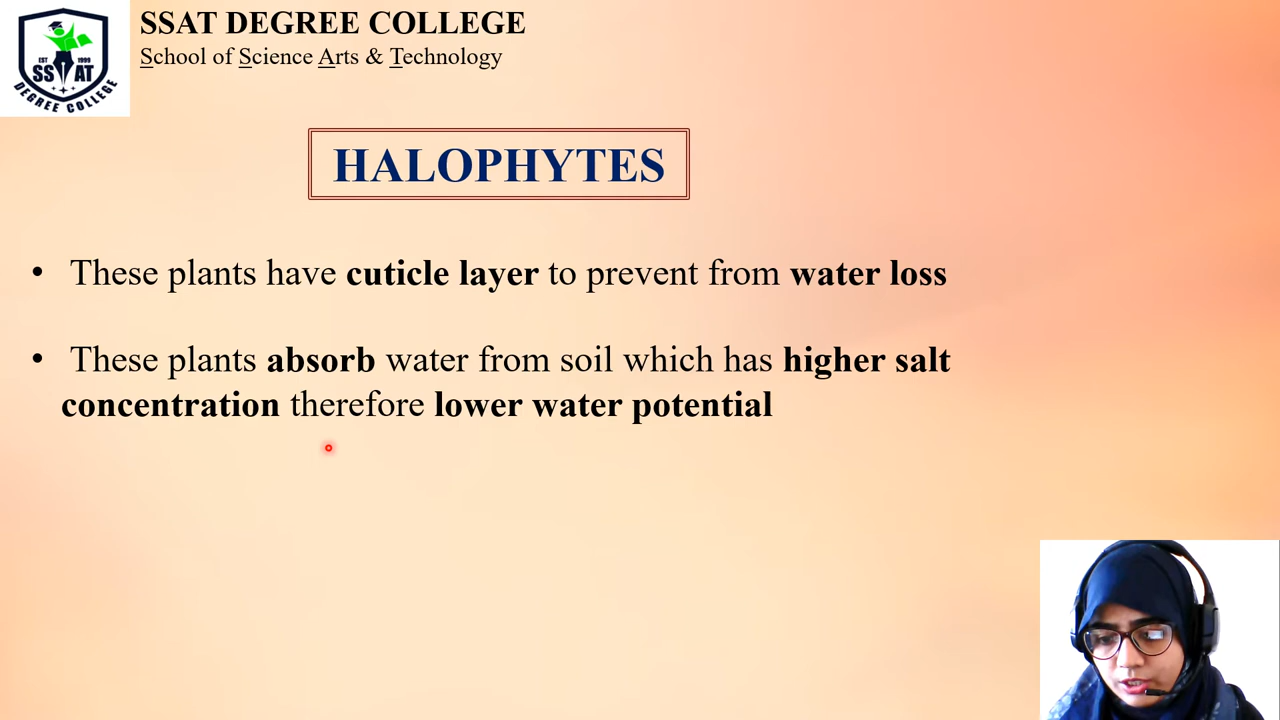 SSAT DEGREE COLLEGE
School of Science Arts & Technology
EST 1999
SSAT
DEGREE COLLEGE
HALOPHYTES
• These plants have cuticle layer to prevent from water loss
• These plants absorb water from soil which has higher salt
concentration therefore lower water potential